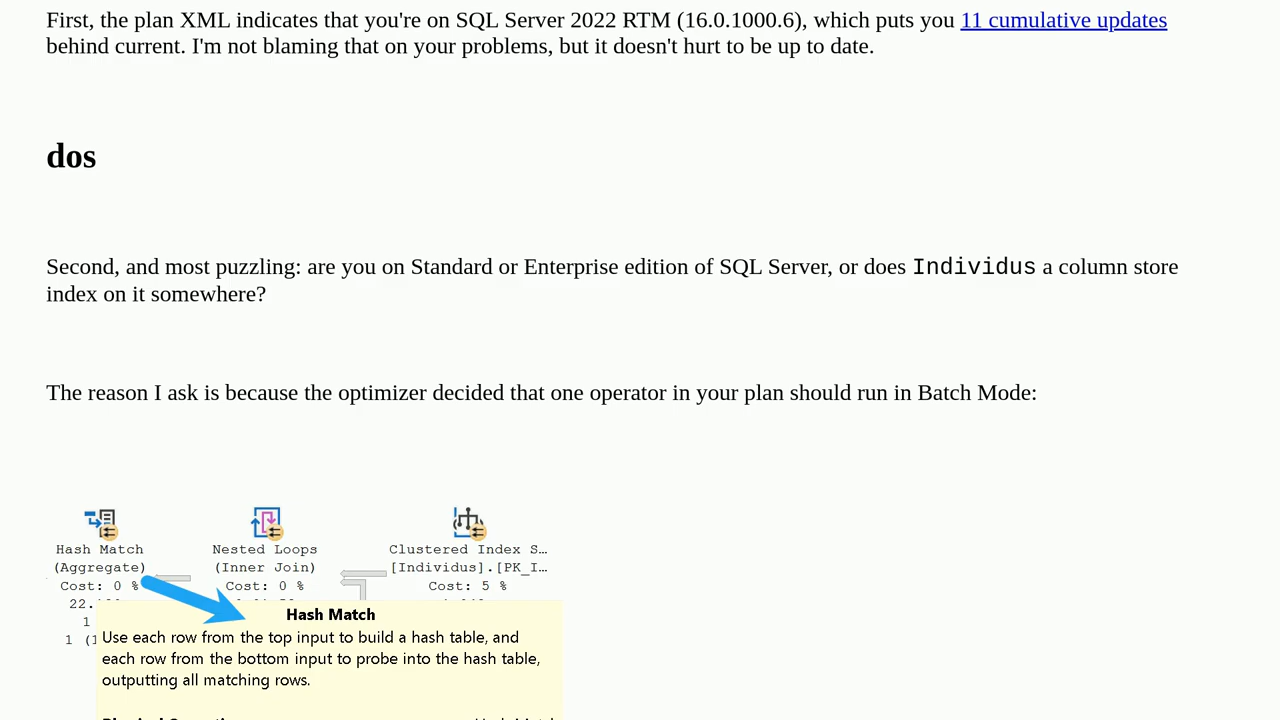 First, the plan XML indicates that you're on SQL Server 2022 RTM (16.0.1000.6), which puts you 11 cumulative updates
behind current. I'm not blaming that on your problems, but it doesn't hurt to be up to date.
dos
Second, and most puzzling: are you on Standard or Enterprise edition of SQL Server, or does Individus a column store
index on it somewhere?
The reason I ask is because the optimizer decided that one operator in your plan should run in Batch Mode:
Hash Match Nested Loops Clustered Index S…
(Aggregate) (Inner Join) [Individus].[PK_I…
Cost: 0 % Cost: 0 % Cost: 5 %
22.
1
1 (1
Hash Match
Use each row from the top input to build a hash table, and
each row from the bottom input to probe into the hash table,
outputting all matching rows.